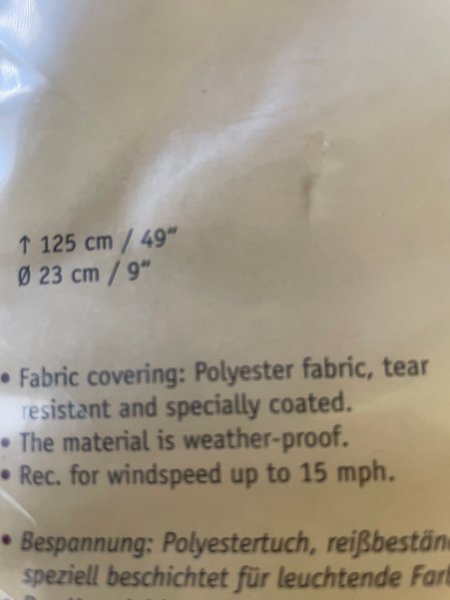 ↑ 125 cm / 49"
Ø 23 cm / 9"
• Fabric covering: Polyester fabric, tear
resistant and specially coated.
• The material is weather-proof.
• Rec. for windspeed up to 15 mph.
• Bespannung: Polyestertuch, reißbestän
speziell beschichtet für leuchtende Far